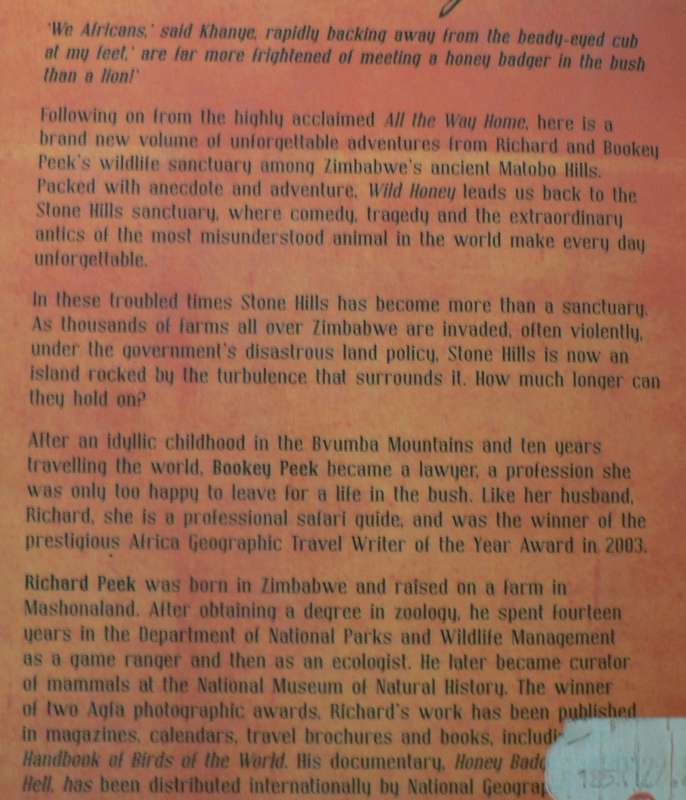 'We Africans,' said Khanye, rapidly backing away from the beady-eyed cub
at my feet,' are far more frightened of meeting a honey badger in the bush
than a lion!'
Following on from the highly acclaimed All the Way Home, here is a
brand new volume of unforgettable adventures from Richard and Bookey
Peek's wildlife sanctuary among Zimbabwe's ancient Matobo Hills.
Packed with anecdote and adventure, Wild Honey leads us back to the
Stone Hills sanctuary, where comedy, tragedy and the extraordinary
antics of the most misunderstood animal in the world make every day
unforgettable.
In these troubled times Stone Hills has become more than a sanctuary.
As thousands of farms all over Zimbabwe are invaded, often violently,
under the government's disastrous land policy, Stone Hills is now an
island rocked by the turbulence that surrounds it. How much longer can
they hold on?
After an idyllic childhood in the Bvumba Mountains and ten years
travelling the world, Bookey Peek became a lawyer, a profession she
was only too happy to leave for a life in the bush. Like her husband,
Richard, she is a professional safari guide, and was the winner of the
prestigious Africa Geographic Travel Writer of the Year Award in 2003.
Richard Peek was born in Zimbabwe and raised on a farm in
Mashonaland. After obtaining a degree in zoology, he spent fourteen
years in the Department of National Parks and Wildlife Management
as a game ranger and then as an ecologist. He later became curator
of mammals at the National Museum of Natural History. The winner
of two Agfa photographic awards, Richard's work has been published
in magazines, calendars, travel brochures and books, includi
Handbook of Birds of the World. His documentary, Honey Badg
Hell, has been distributed internationally by National Geograp